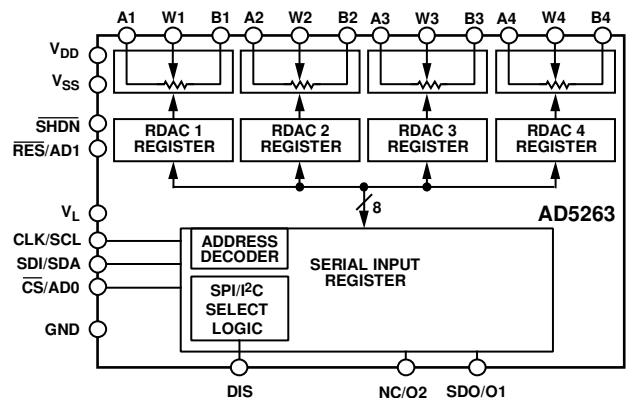 A1 W1 B1 A2 W2 B2 A3 W3 B3 A4 W4 B4
VDD
VSS
SHDN
RES/AD1
RDAC 1
REGISTER
RDAC 2
REGISTER
RDAC 3
REGISTER
RDAC 4
REGISTER
8
AD5263
VL
CLK/SCL
SDI/SDA
CS/AD0
GND
ADDRESS
DECODER
SERIAL INPUT
REGISTER
SPI/I2C
SELECT
LOGIC
DIS
NC/O2
SDO/O1